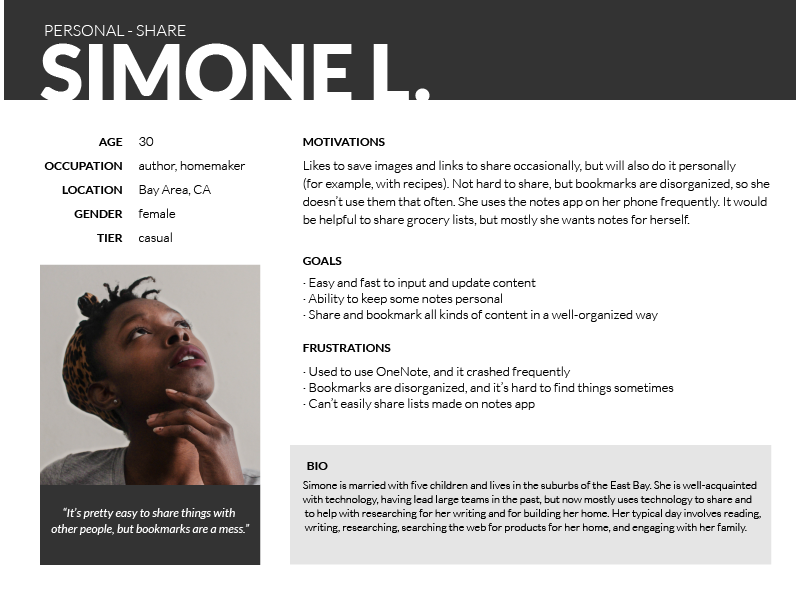 PERSONAL - SHARE
SIMONE L.
AGE 30
OCCUPATION author, homemaker
LOCATION Bay Area, CA
GENDER female
TIER casual
“It’s pretty easy to share things with
other people, but bookmarks are a mess.”
MOTIVATIONS
Likes to save images and links to share occasionally, but will also do it personally
(for example, with recipes). Not hard to share, but bookmarks are disorganized, so she
doesn’t use them that often. She uses the notes app on her phone frequently. It would
be helpful to share grocery lists, but mostly she wants notes for herself.
GOALS
· Easy and fast to input and update content
· Ability to keep some notes personal
· Share and bookmark all kinds of content in a well-organized way
FRUSTRATIONS
· Used to use OneNote, and it crashed frequently
· Bookmarks are disorganized, and it’s hard to find things sometimes
· Can’t easily share lists made on notes app
BIO
Simone is married with five children and lives in the suburbs of the East Bay. She is well-acquainted
with technology, having lead large teams in the past, but now mostly uses technology to share and
to help with researching for her writing and for building her home. Her typical day involves reading,
writing, researching, searching the web for products for her home, and engaging with her family.